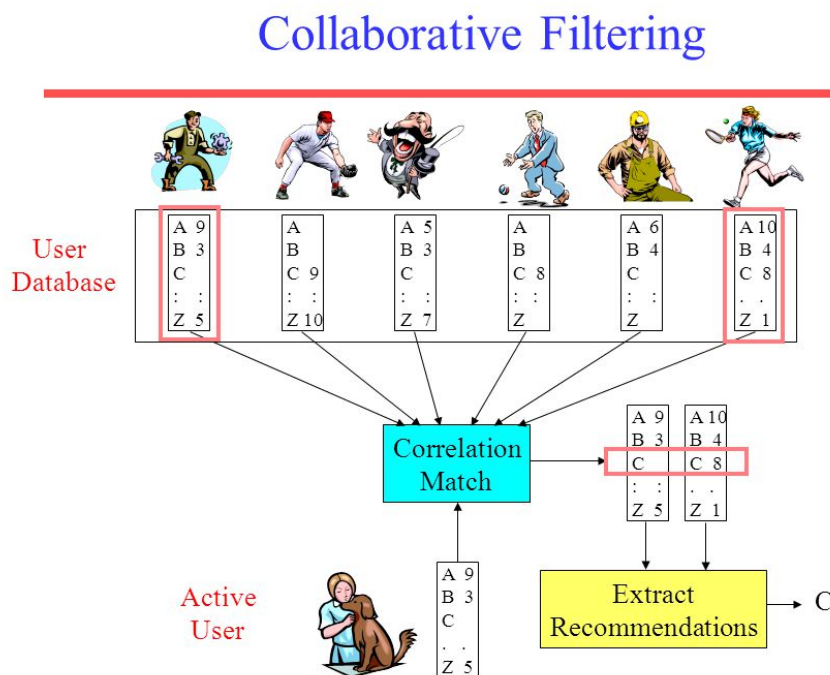 Collaborative Filtering
User
Database
A 9
B 3
C
: :
Z 5
A
B
C 9
: :
Z 10
A 5
B 3
C
: :
Z 7
A
B
C 8
: :
Z
A 6
B 4
C
: :
Z
A 10
B 4
C 8
. .
Z 1
Correlation
Match
A 9
B 3
C
: :
Z 5
A 10
B 4
C 8
. .
Z 1
Active
User
A 9
B 3
C
. .
Z 5
Extract
Recommendations
C